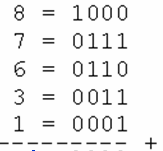 8 = 1000
7 = 0111
6 = 0110
3 = 0011
1 = 0001
--------- +